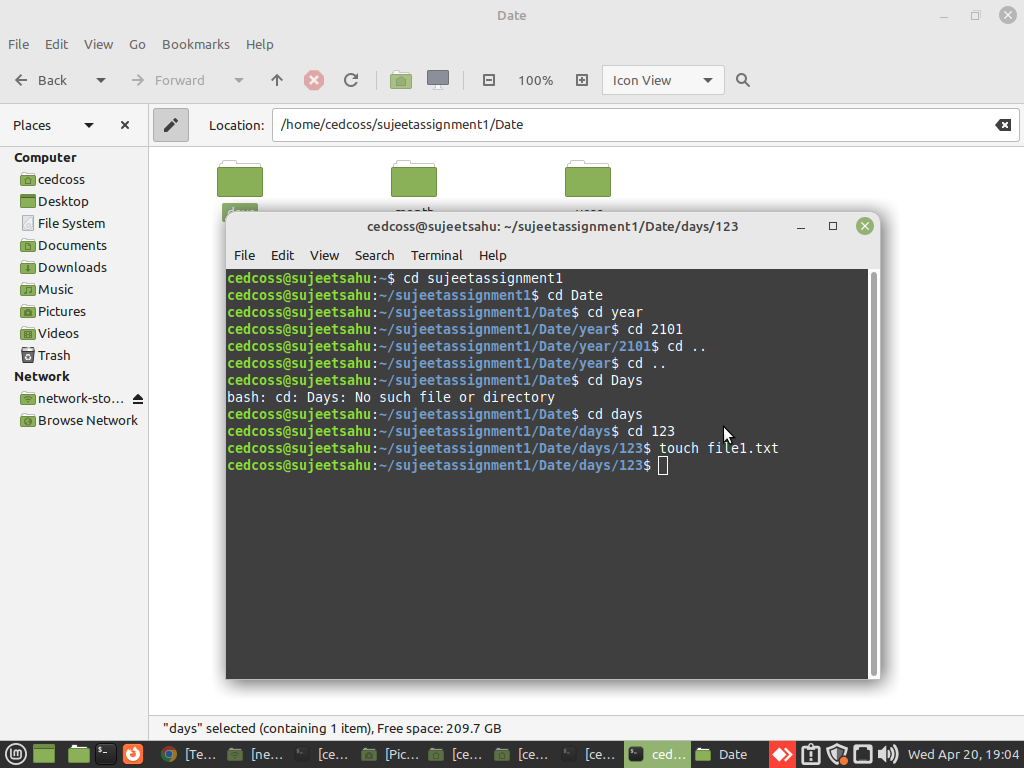 Date
File Edit View Go Bookmarks Help
Back Forward 100% Icon View
Places Location: /home/cedcoss/sujeetassignment1/Date
Computer
cedcoss
Desktop
File System
Documents
Downloads
Music
Pictures
Videos
Trash
Network
network-sto...
Browse Network
days month year
cedcoss@sujeetsahu: ~/sujeetassignment1/Date/days/123
File Edit View Search Terminal Help
cedcoss@sujeetsahu:~$ cd sujeetassignment1
cedcoss@sujeetsahu:~/sujeetassignment1$ cd Date
cedcoss@sujeetsahu:~/sujeetassignment1/Date$ cd year
cedcoss@sujeetsahu:~/sujeetassignment1/Date/year$ cd 2101
cedcoss@sujeetsahu:~/sujeetassignment1/Date/year/2101$ cd ..
cedcoss@sujeetsahu:~/sujeetassignment1/Date/year$ cd ..
cedcoss@sujeetsahu:~/sujeetassignment1/Date$ cd Days
bash: cd: Days: No such file or directory
cedcoss@sujeetsahu:~/sujeetassignment1/Date$ cd days
cedcoss@sujeetsahu:~/sujeetassignment1/Date/days$ cd 123
cedcoss@sujeetsahu:~/sujeetassignment1/Date/days/123$ touch file1.txt
cedcoss@sujeetsahu:~/sujeetassignment1/Date/days/123$
"days" selected (containing 1 item), Free space: 209.7 GB
[Te... [ne... [ce... [Pic... [ce... [ce... [ce... ced... Date Wed Apr 20, 19:04